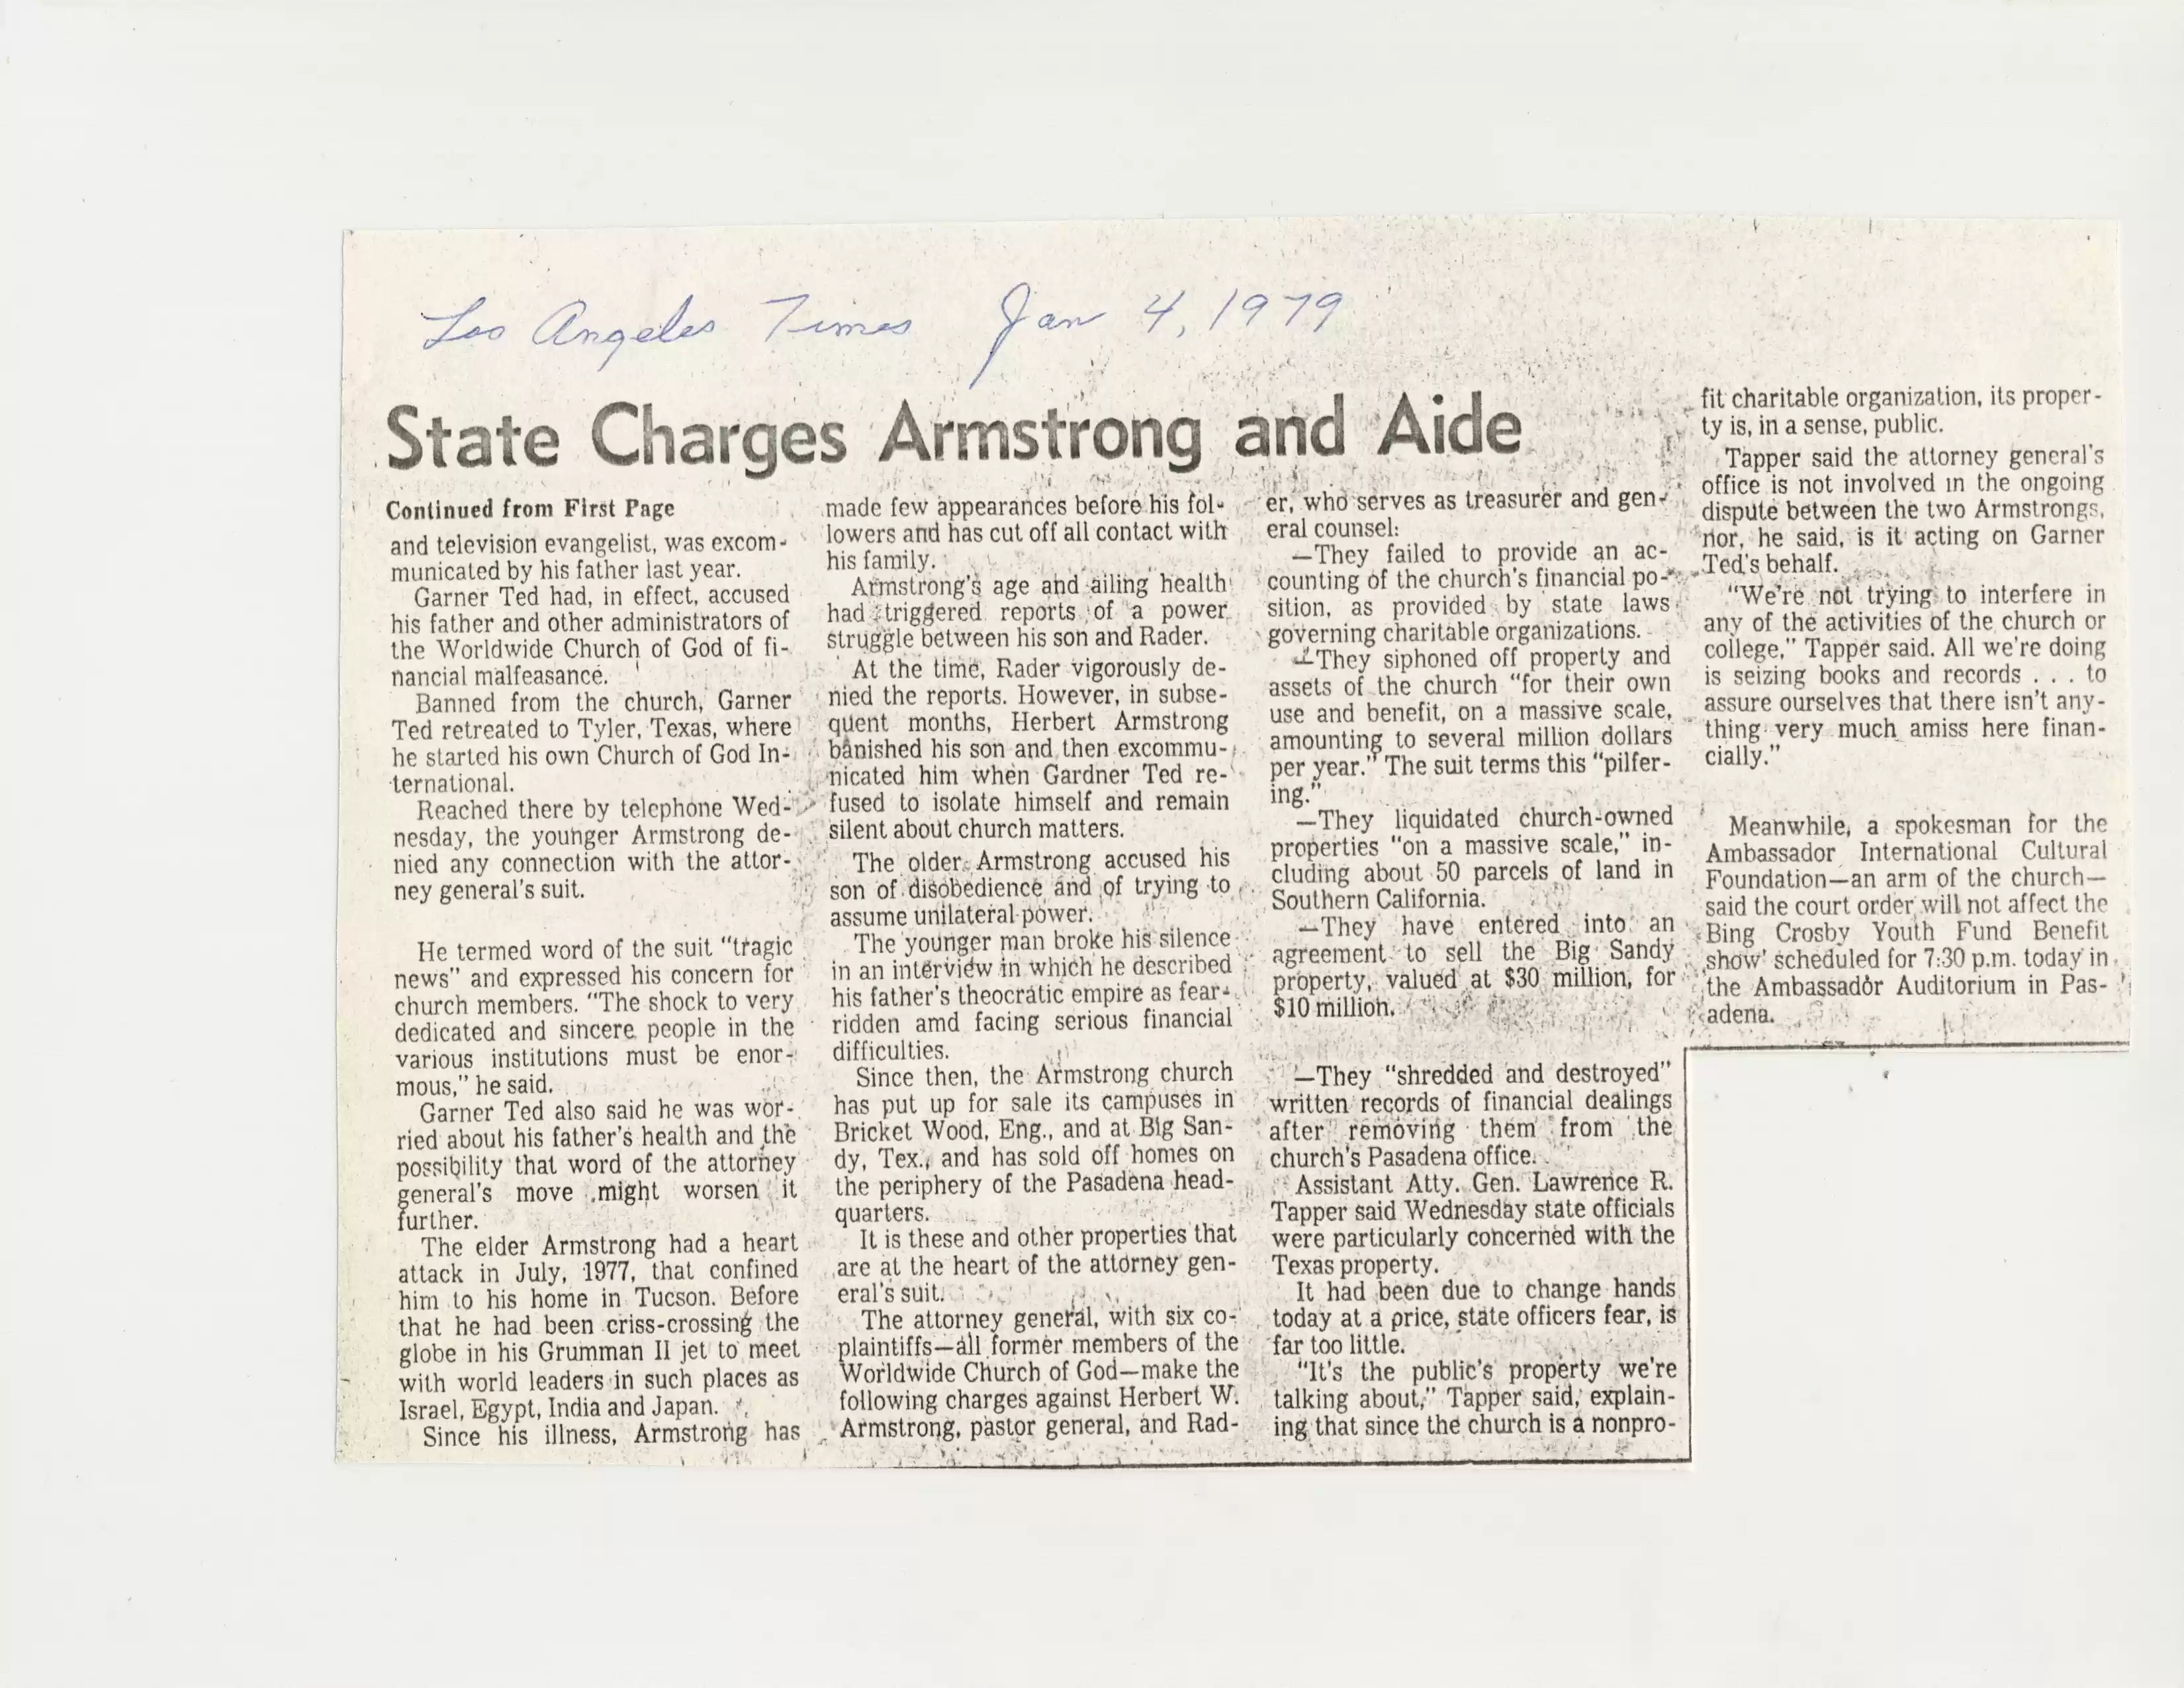 Los Angeles Times Jan 4, 1979
State Charges Armstrong and Aide
Continued from First Page
and television evangelist, was excom-
municated by his father last year.
Garner Ted had, in effect, accused
his father and other administrators of
the Worldwide Church of God of fi-
nancial malfeasance.
Banned from the church, Garner
Ted retreated to Tyler, Texas, where
he started his own Church of God In-
ternational.
Reached there by telephone Wed-
nesday, the younger Armstrong de-
nied any connection with the attor-
ney general's suit.
He termed word of the suit "tragic
news" and expressed his concern for
church members. "The shock to very
dedicated and sincere people in the
various institutions must be enor-
mous," he said.
Garner Ted also said he was wor-
ried about his father's health and the
possibility that word of the attorney
general's move might worsen it
further.
The elder Armstrong had a heart
attack in July, 1977, that confined
him to his home in Tucson. Before
that he had been criss-crossing the
globe in his Grumman II jet to meet
with world leaders in such places as
Israel, Egypt, India and Japan.
Since his illness, Armstrong has
made few appearances before his fol-
lowers and has cut off all contact with
his family.
Armstrong's age and ailing health
had triggered reports of a power
struggle between his son and Rader.
At the time, Rader vigorously de-
nied the reports. However, in subse-
quent months, Herbert Armstrong
banished his son and then excommu-
nicated him when Gardner Ted re-
fused to isolate himself and remain
silent about church matters.
The older Armstrong accused his
son of disobedience and of trying to
assume unilateral power.
The younger man broke his silence
in an interview in which he described
his father's theocratic empire as fear-
ridden amd facing serious financial
difficulties.
Since then, the Armstrong church
has put up for sale its campuses in
Bricket Wood, Eng., and at Big San-
dy, Tex., and has sold off homes on
the periphery of the Pasadena head-
quarters.
It is these and other properties that
are at the heart of the attorney gen-
eral's suit.
The attorney general, with six co-
plaintiffs—all former members of the
Worldwide Church of God—make the
following charges against Herbert W.
Armstrong, pastor general, and Rad-
er, who serves as treasurer and gen-
eral counsel:
—They failed to provide an ac-
counting of the church's financial po-
sition, as provided by state laws
governing charitable organizations.
—They siphoned off property and
assets of the church "for their own
use and benefit, on a massive scale,
amounting to several million dollars
per year." The suit terms this "pilfer-
ing."
—They liquidated church-owned
properties "on a massive scale," in-
cluding about 50 parcels of land in
Southern California.
—They have entered into an
agreement to sell the Big Sandy
property, valued at $30 million, for
$10 million.
—They "shredded and destroyed"
written records of financial dealings
after removing them from the
church's Pasadena office.
Assistant Atty. Gen. Lawrence R.
Tapper said Wednesday state officials
were particularly concerned with the
Texas property.
It had been due to change hands
today at a price, state officers fear, is
far too little.
"It's the public's property we're
talking about," Tapper said, explain-
ing that since the church is a nonpro-
fit charitable organization, its proper-
ty is, in a sense, public.
Tapper said the attorney general's
office is not involved in the ongoing
dispute between the two Armstrongs,
nor, he said, is it acting on Garner
Ted's behalf.
"We're not trying to interfere in
any of the activities of the church or
college," Tapper said. All we're doing
is seizing books and records . . . to
assure ourselves that there isn't any-
thing very much amiss here finan-
cially."
Meanwhile, a spokesman for the
Ambassador International Cultural
Foundation—an arm of the church—
said the court order will not affect the
Bing Crosby Youth Fund Benefit
show scheduled for 7:30 p.m. today in
the Ambassador Auditorium in Pas-
adena.